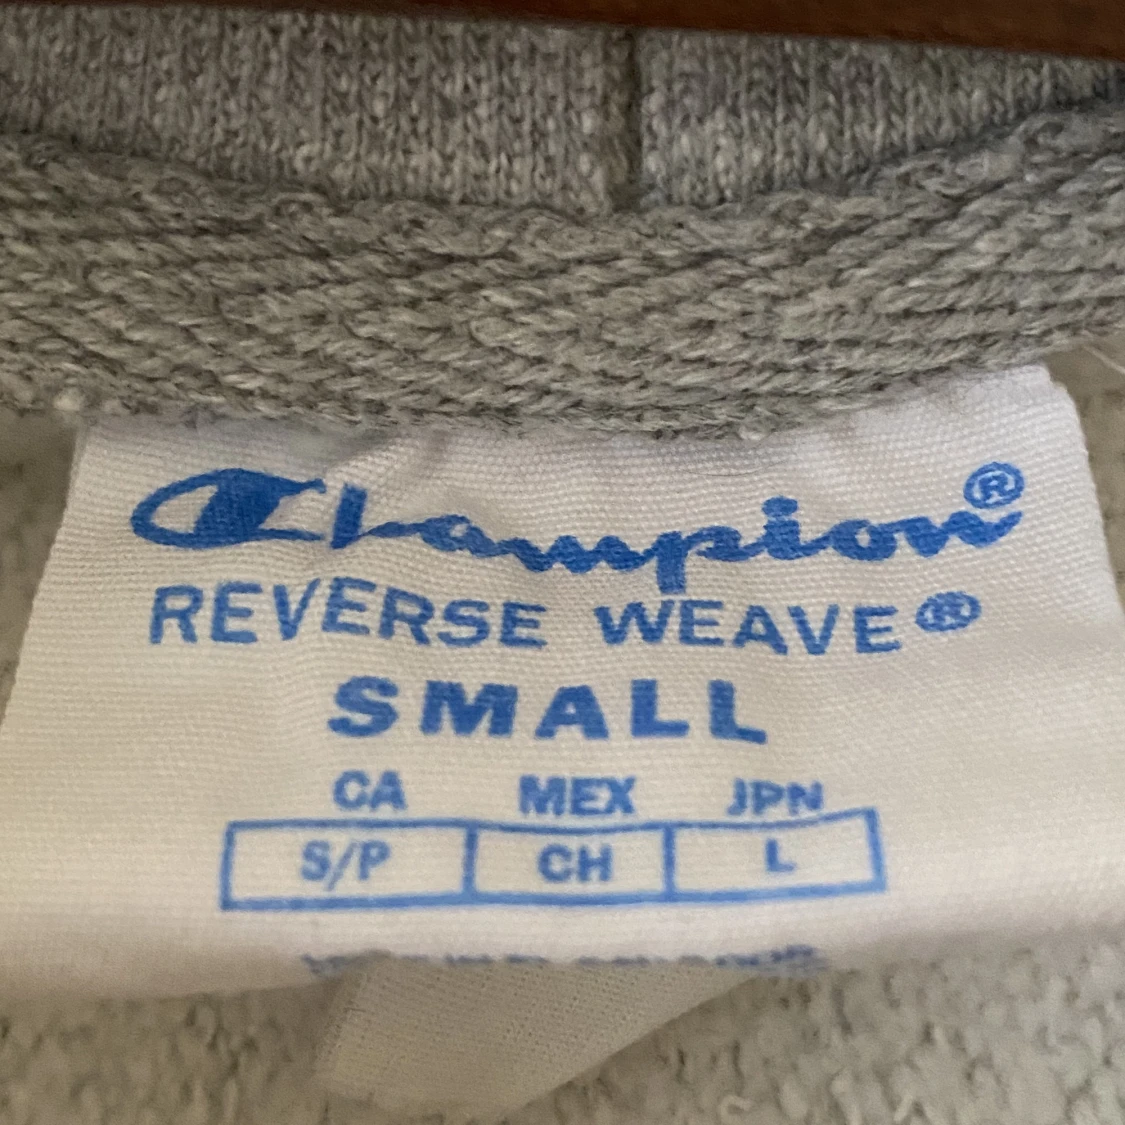 Champion®
REVERSE WEAVE®
SMALL
CA MEX JPN
S/P CH L